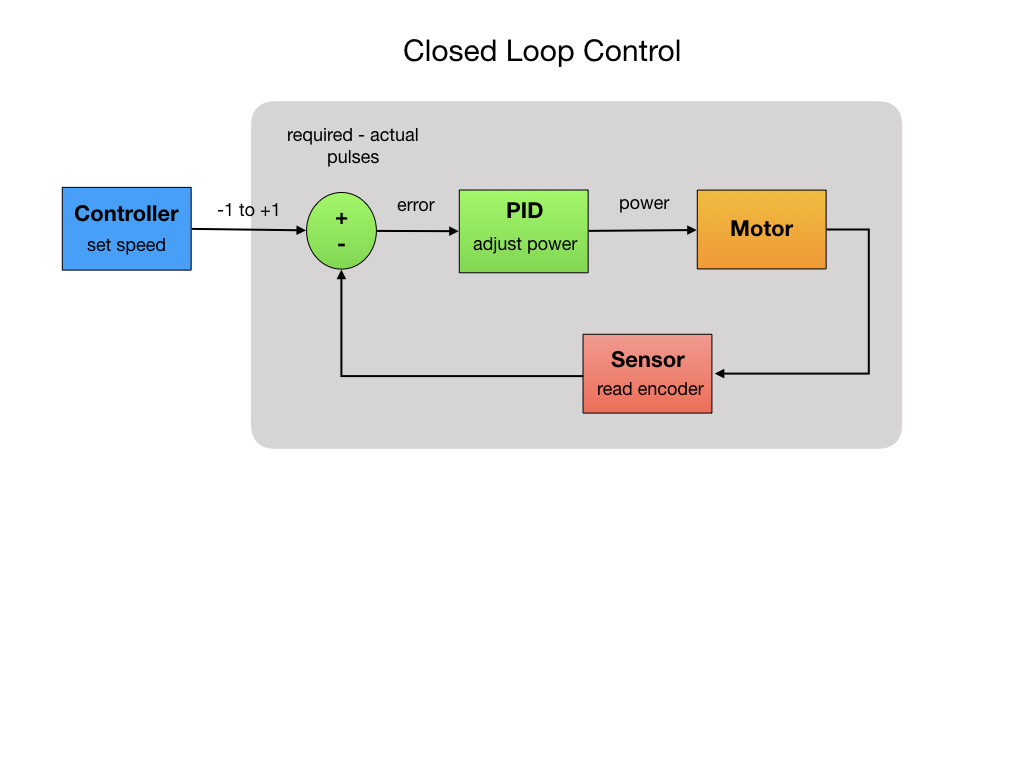 Closed Loop Control
required - actual
pulses
Controller
set speed
-1 to +1
+
-
error
PID
adjust power
power
Motor
Sensor
read encoder